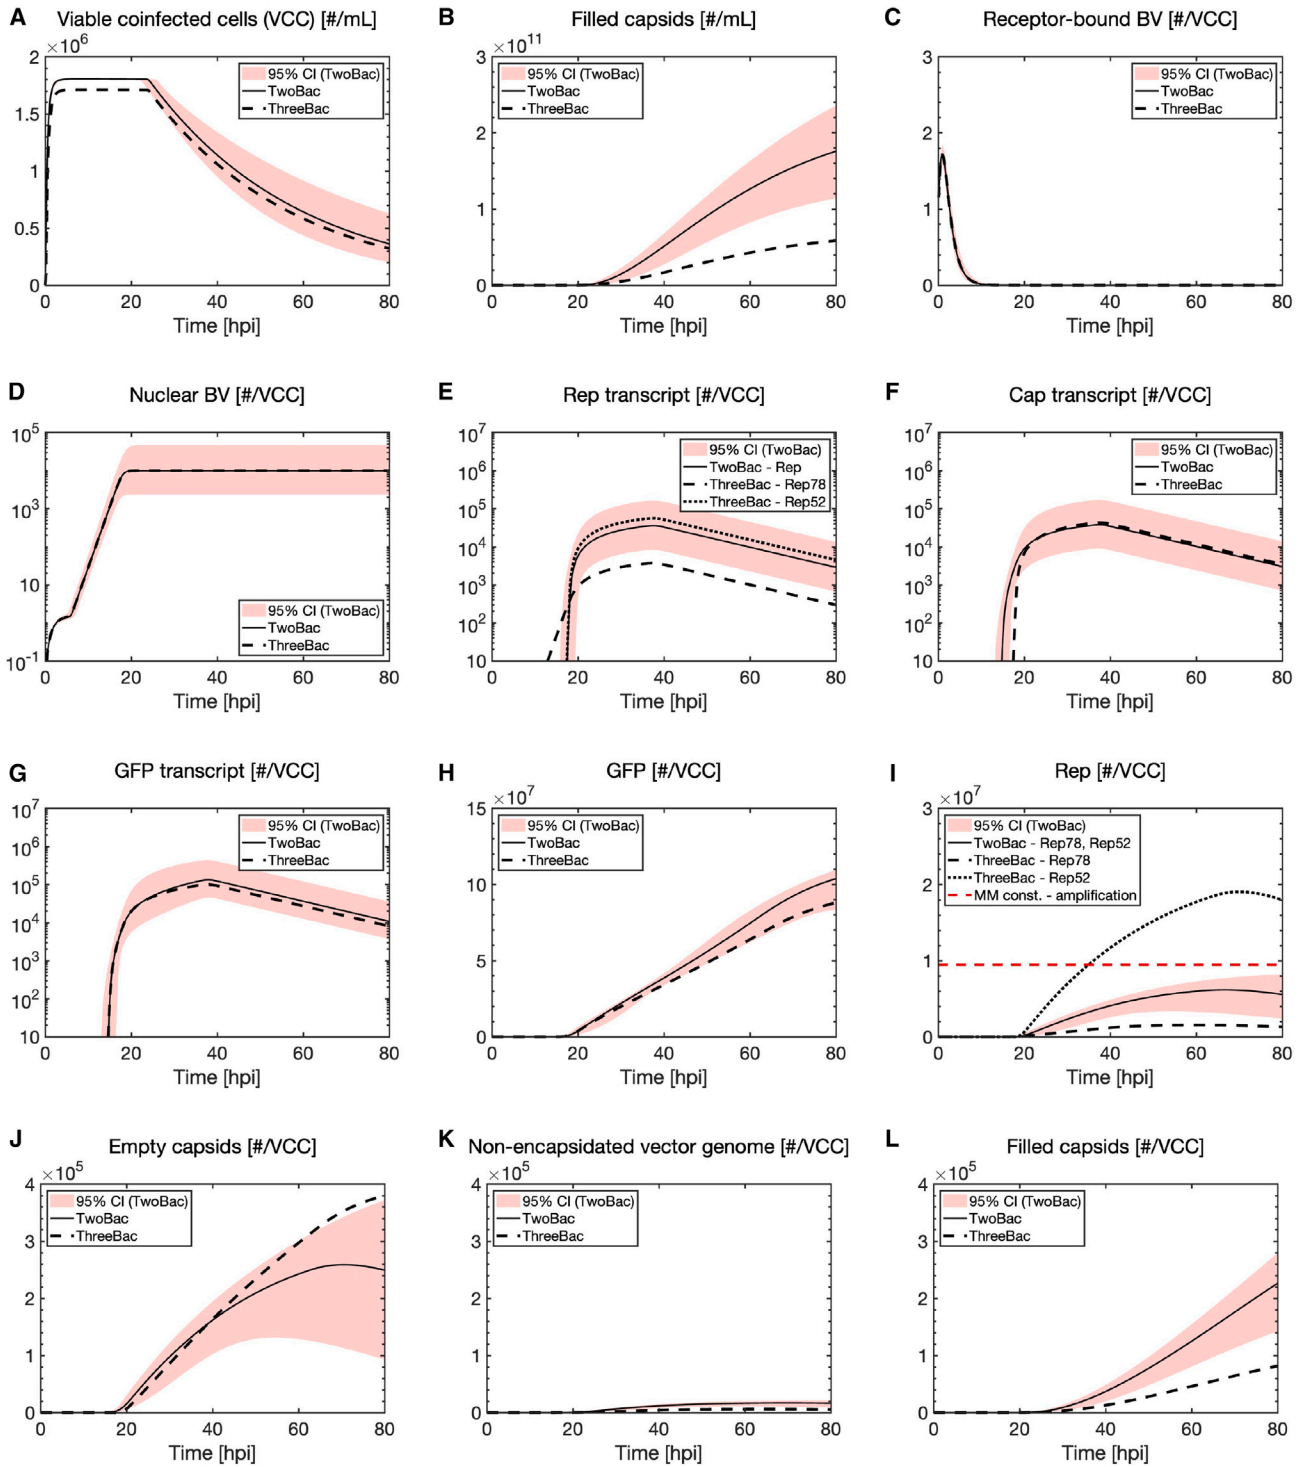 A
Viable coinfected cells (VCC) [#/mL]
×10^6
2
1.5
1
0.5
0
0 20 40 60 80
Time [hpi]
95% CI (TwoBac)
TwoBac
ThreeBac
B
Filled capsids [#/mL]
×10^11
3
2
1
0
0 20 40 60 80
Time [hpi]
95% CI (TwoBac)
TwoBac
ThreeBac
C
Receptor-bound BV [#/VCC]
3
2
1
0
0 20 40 60 80
Time [hpi]
95% CI (TwoBac)
TwoBac
ThreeBac
D
Nuclear BV [#/VCC]
10^5
10^3
10
10^-1
0 20 40 60 80
Time [hpi]
95% CI (TwoBac)
TwoBac
ThreeBac
E
Rep transcript [#/VCC]
10^7
10^6
10^5
10^4
10^3
10^2
10
0 20 40 60 80
Time [hpi]
95% CI (TwoBac)
TwoBac - Rep
ThreeBac - Rep78
ThreeBac - Rep52
F
Cap transcript [#/VCC]
10^7
10^6
10^5
10^4
10^3
10^2
10
0 20 40 60 80
Time [hpi]
95% CI (TwoBac)
TwoBac
ThreeBac
G
GFP transcript [#/VCC]
10^7
10^6
10^5
10^4
10^3
10^2
10
0 20 40 60 80
Time [hpi]
95% CI (TwoBac)
TwoBac
ThreeBac
H
GFP [#/VCC]
×10^7
15
10
5
0
0 20 40 60 80
Time [hpi]
95% CI (TwoBac)
TwoBac
ThreeBac
I
Rep [#/VCC]
×10^7
3
2
1
0
0 20 40 60 80
Time [hpi]
95% CI (TwoBac)
TwoBac - Rep78, Rep52
ThreeBac - Rep78
ThreeBac - Rep52
MM const. - amplification
J
Empty capsids [#/VCC]
×10^5
4
3
2
1
0
0 20 40 60 80
Time [hpi]
95% CI (TwoBac)
TwoBac
ThreeBac
K
Non-encapsidated vector genome [#/VCC]
×10^5
4
3
2
1
0
0 20 40 60 80
Time [hpi]
95% CI (TwoBac)
TwoBac
ThreeBac
L
Filled capsids [#/VCC]
×10^5
4
3
2
1
0
0 20 40 60 80
Time [hpi]
95% CI (TwoBac)
TwoBac
ThreeBac